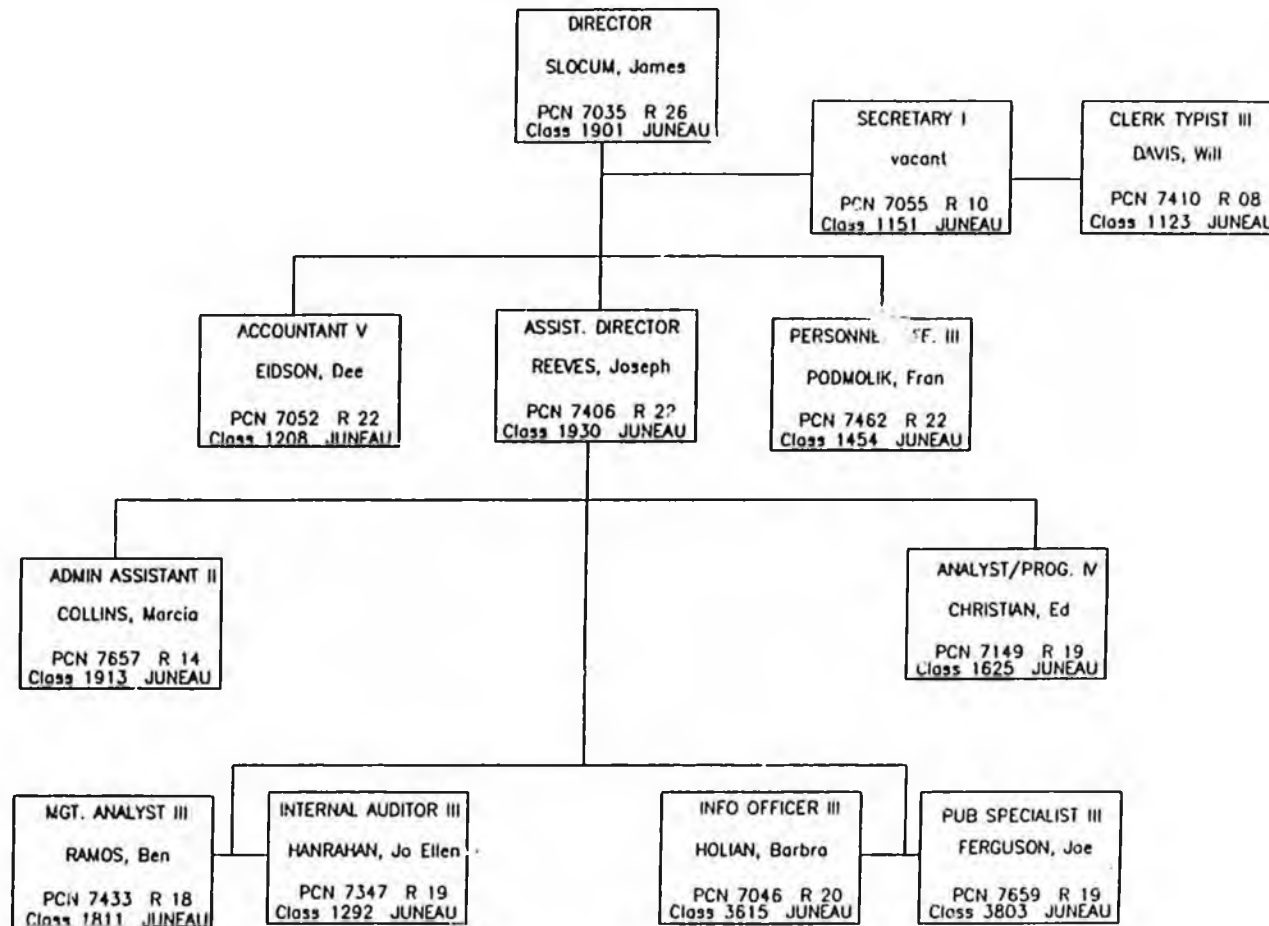 DIRECTOR
SLOCUM, James
PCN 7035 R 26
Class 1901 JUNEAU
SECRETARY I
vacant
PCN 7055 R 10
Class 1151 JUNEAU
CLERK TYPIST III
DAVIS, Will
PCN 7410 R 08
Class 1123 JUNEAU
ACCOUNTANT V
EIDSON, Dee
PCN 7052 R 22
Class 1208 JUNEAU
ASSIST. DIRECTOR
REEVES, Joseph
PCN 7406 R
Class 1930 JUNEAU
III
PODMOLIK, Fran
PCN 7462 R 22
Class 1454 JUNEAU
ADMIN ASSISTANT II
COLLINS, Marcia
PCN 7657 R 14
Class 1913 JUNEAU
ANALYST/PROG. IV
CHRISTIAN, Ed
PCN 7149 R 19
Class 1625 JUNEAU
MGT. ANALYST III
RAMOS, Ben
PCN 7433 R 18
Class 1811 JUNEAU
INTERNAL AUDITOR III
HANRAHAN, Jo Ellen
PCN 7347 R 19
Class 1292 JUNEAU
INFO OFFICER III
HOLIAN, Barbra
PCN 7046 R 20
Class 3615 JUNEAU
PUB SPECIALIST III
FERGUSON, Joe
PCN 7659 R 19
Class 3803 JUNEAU